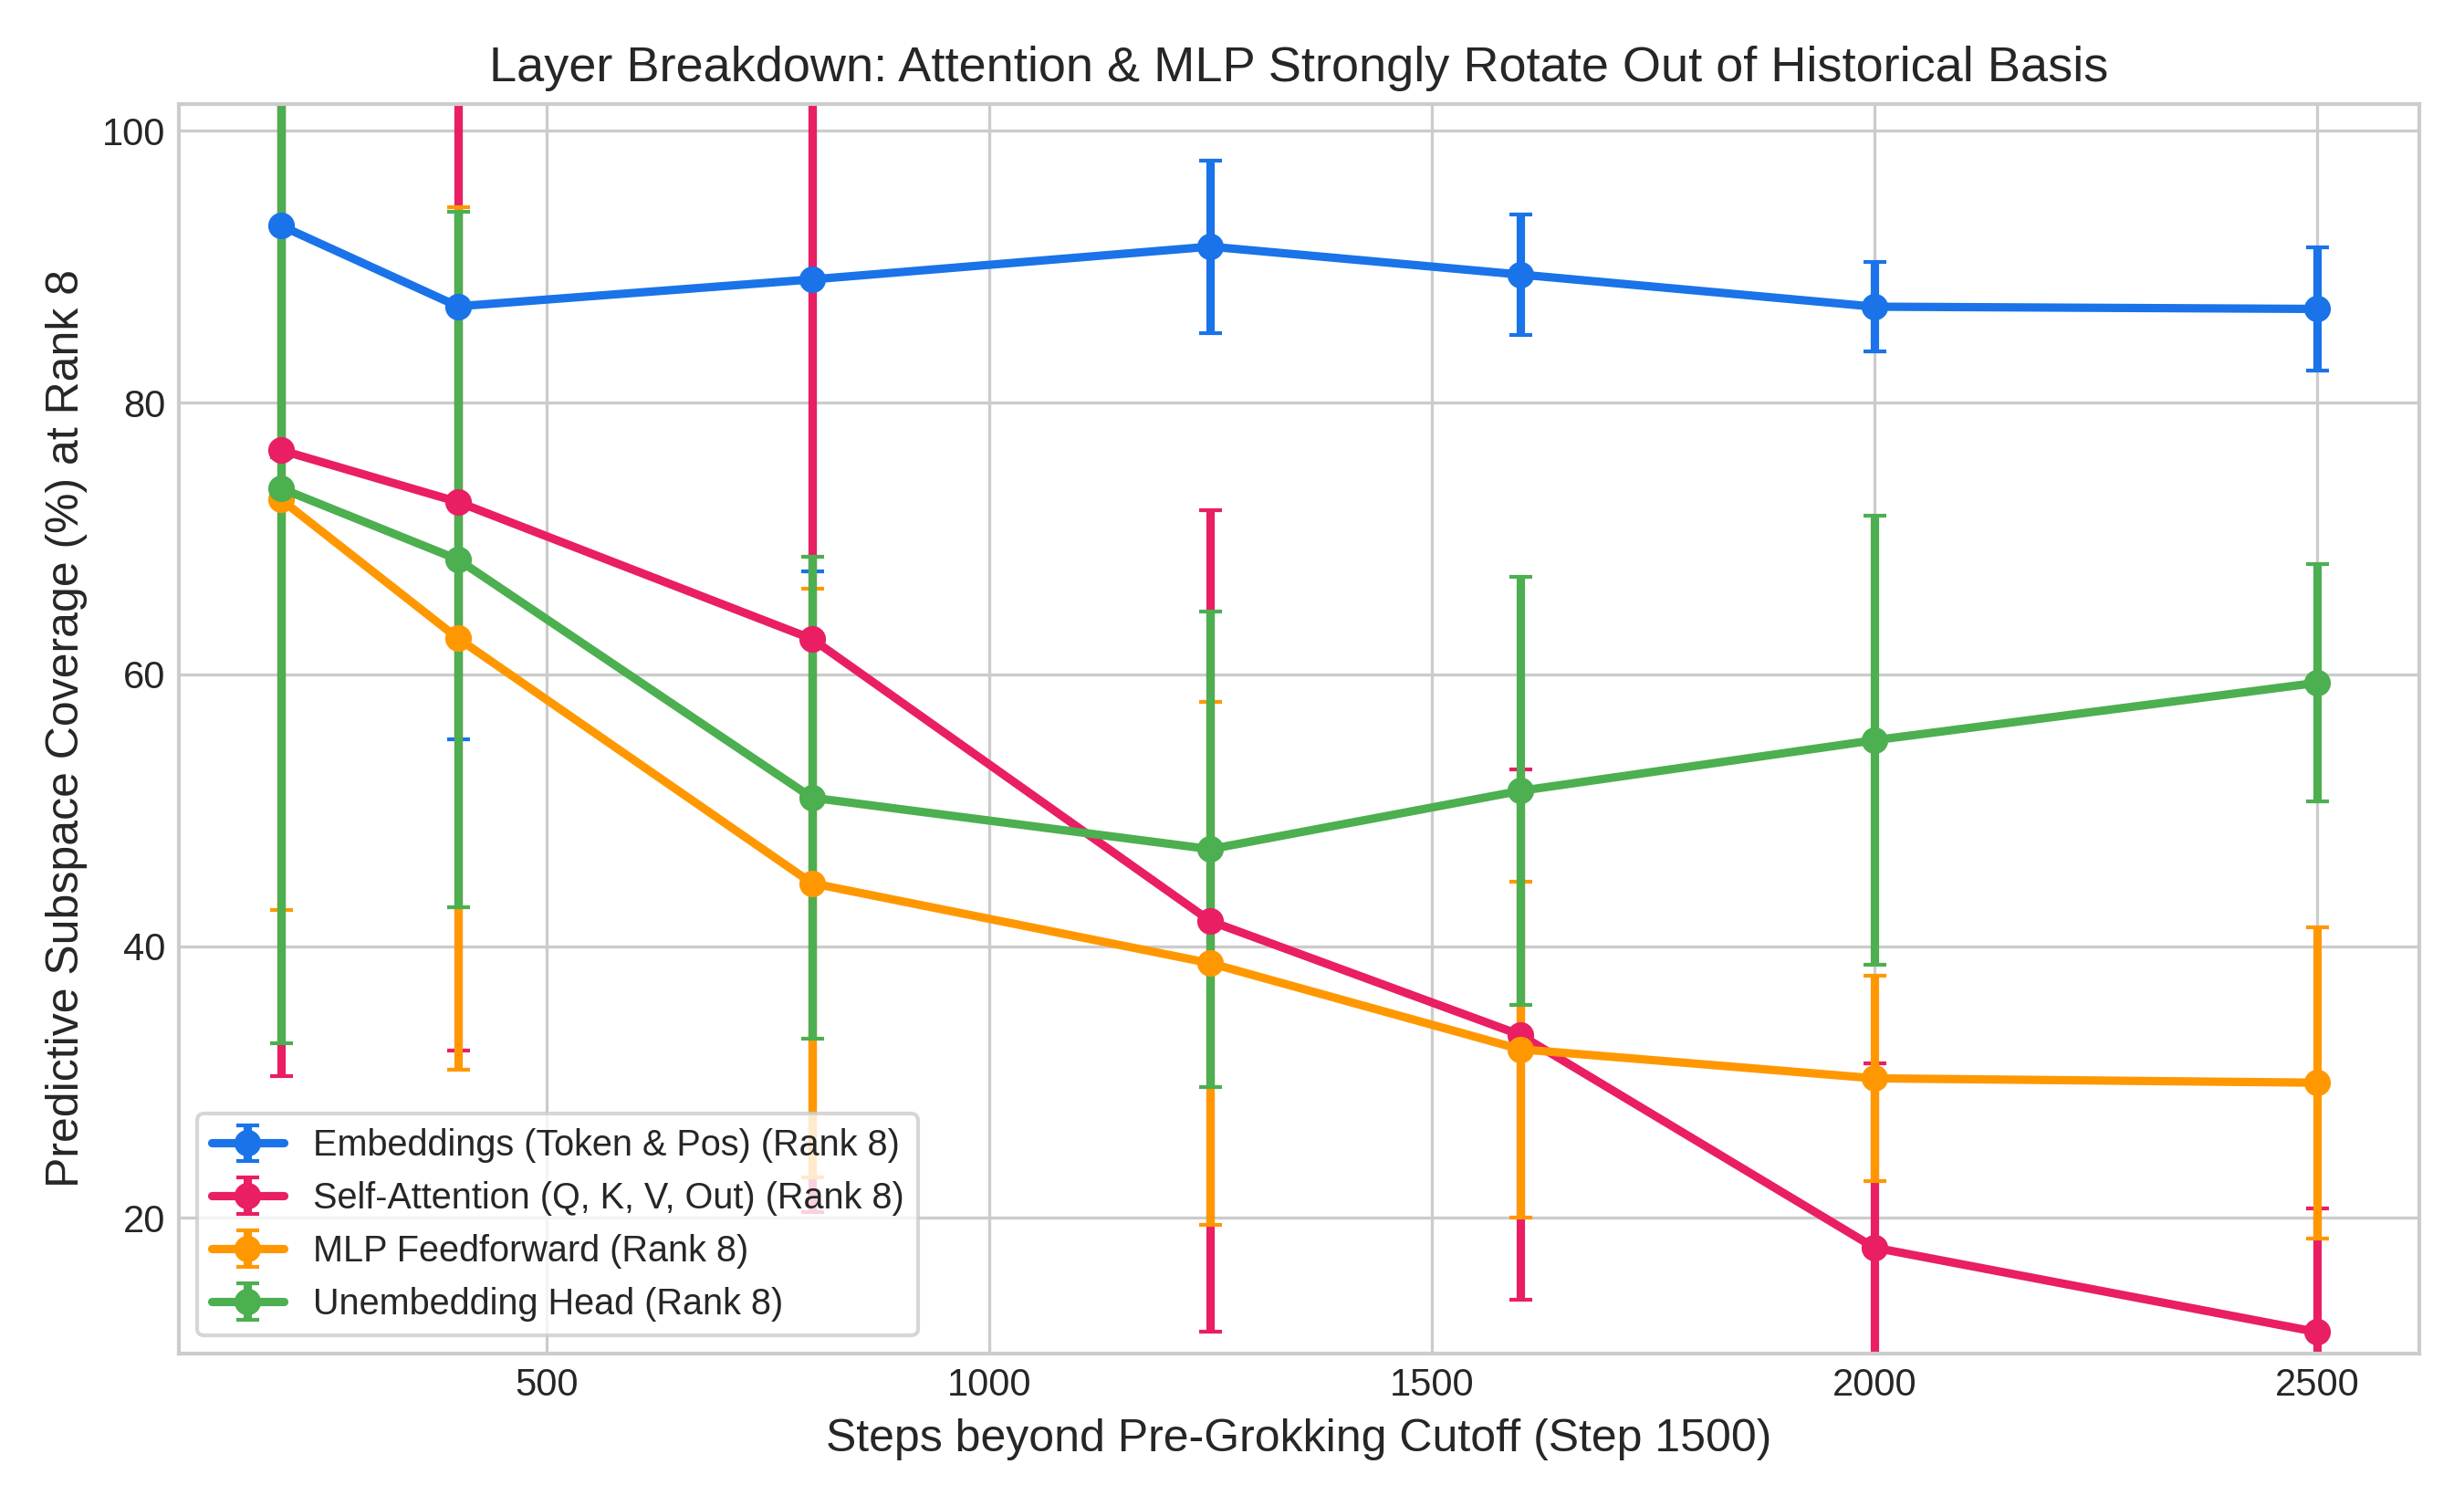 Layer Breakdown: Attention & MLP Strongly Rotate Out of Historical Basis
Predictive Subspace Coverage (%) at Rank 8
100
80
60
40
20
Embeddings (Token & Pos) (Rank 8)
Self-Attention (Q, K, V, Out) (Rank 8)
MLP Feedforward (Rank 8)
Unembedding Head (Rank 8)
500
1000
1500
2000
2500
Steps beyond Pre-Grokking Cutoff (Step 1500)